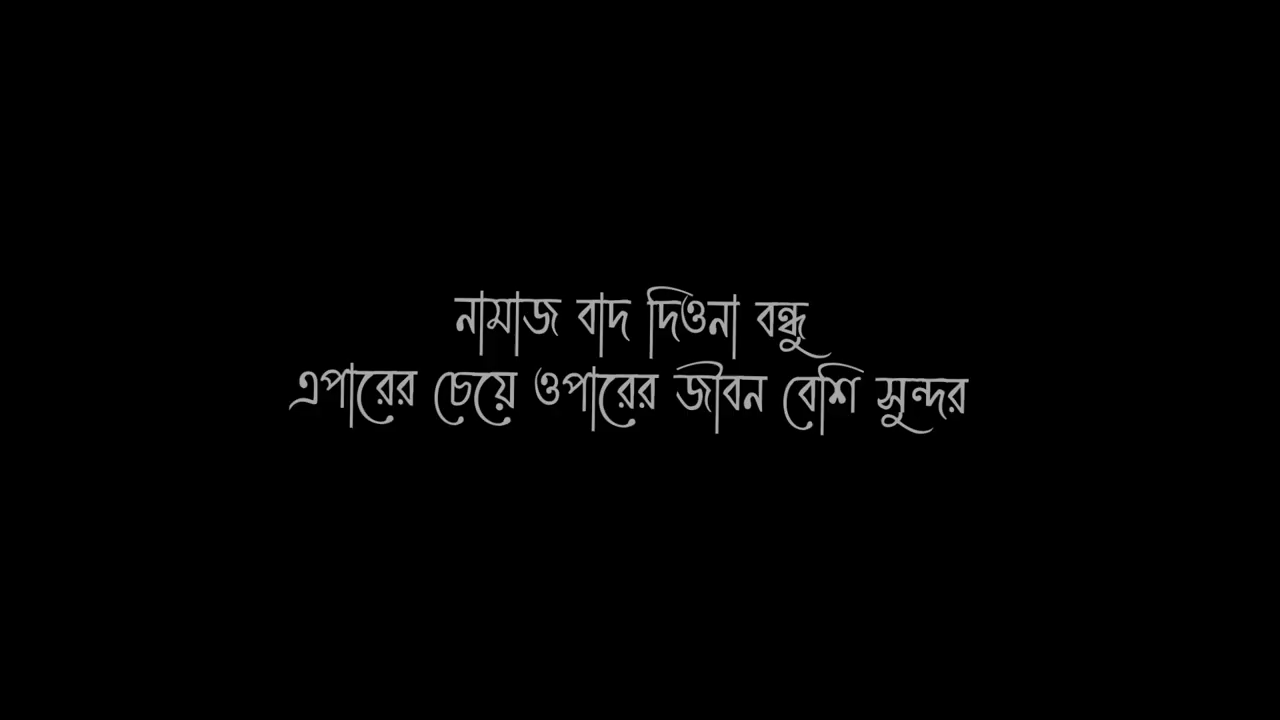 নামাজ বাদ দিওনা বন্ধু
এপারের চেয়ে ওপারের জীবন বেশি সুন্দর